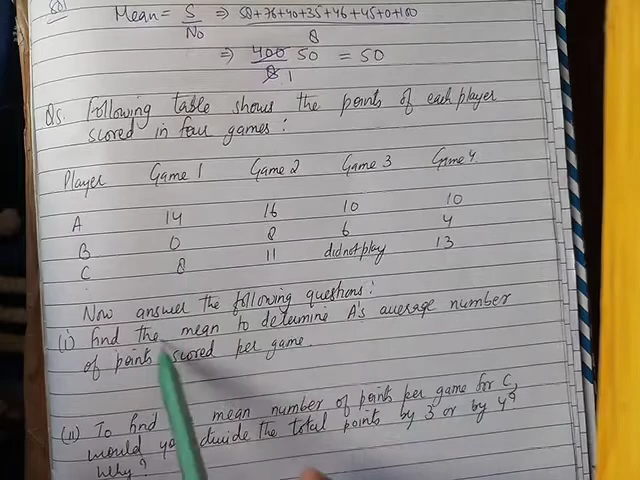 Sol
Mean = S/No ⇒ 58+76+40+35+46+45+0+100/8
⇒ 400/8 50/1 = 50
Q5. Following table shows the points of each player
scored in four games:
Player Game 1 Game 2 Game 3 Game 4
A 14 16 10 10
B 0 8 6 4
C 8 11 did not play 13
Now answer the following questions:
(i) Find the mean to determine A's average number
of points scored per game.
(ii) To find mean number of points per game for C,
would you divide the total points by 3 or by 4?
Why?